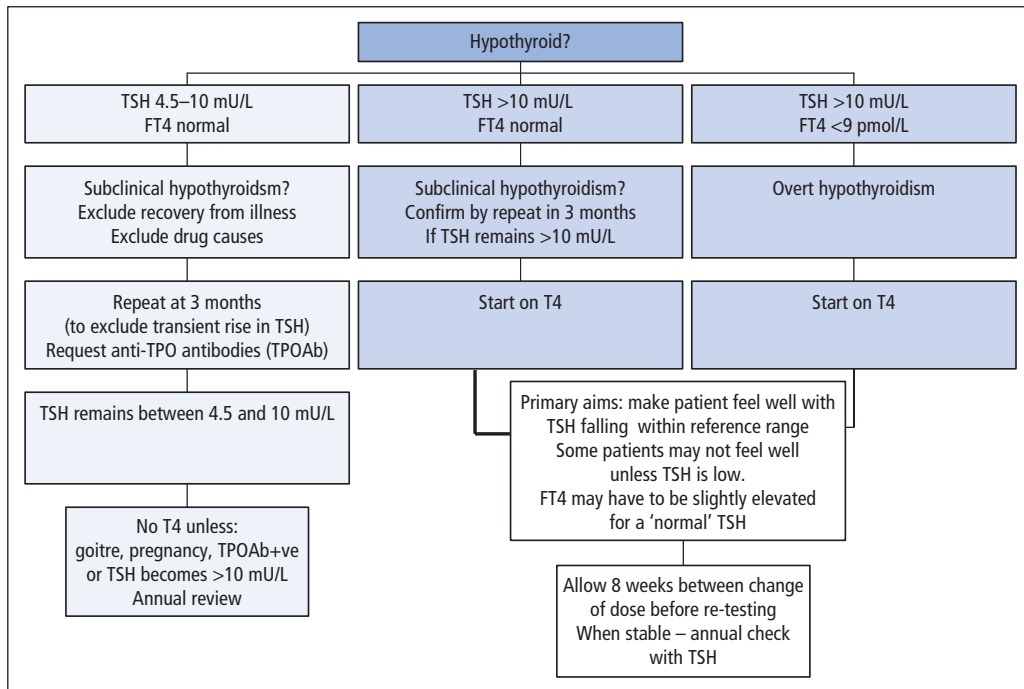 Hypothyroid?
TSH 4.5–10 mU/L
FT4 normal
TSH >10 mU/L
FT4 normal
TSH >10 mU/L
FT4 <9 pmol/L
Subclinical hypothyroidsm?
Exclude recovery from illness
Exclude drug causes
Subclinical hypothyroidism?
Confirm by repeat in 3 months
If TSH remains >10 mU/L
Overt hypothyroidism
Repeat at 3 months
(to exclude transient rise in TSH)
Request anti-TPO antibodies (TPOAb)
Start on T4
Start on T4
TSH remains between 4.5 and 10 mU/L
Primary aims: make patient feel well with
TSH falling within reference range
Some patients may not feel well
unless TSH is low.
FT4 may have to be slightly elevated
for a ‘normal’ TSH
No T4 unless:
goitre, pregnancy, TPOAb+ve
or TSH becomes >10 mU/L
Annual review
Allow 8 weeks between change
of dose before re-testing
When stable – annual check
with TSH